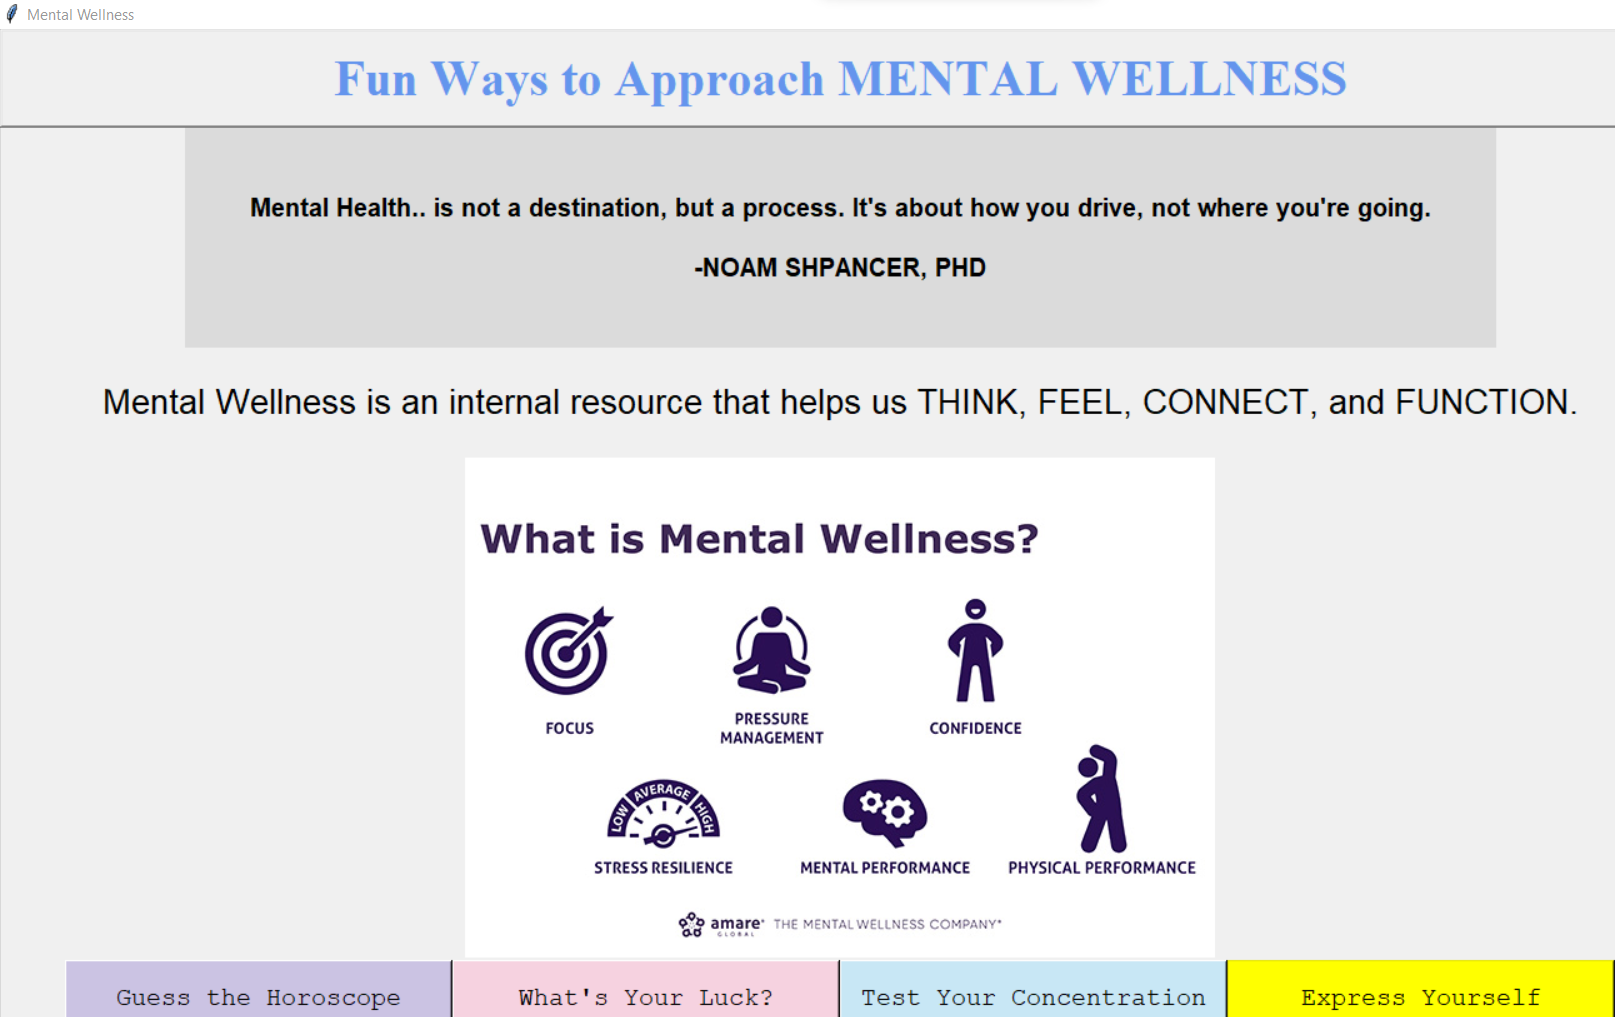 Mental Wellness
Fun Ways to Approach MENTAL WELLNESS
Mental Health.. is not a destination, but a process. It's about how you drive, not where you're going.
-NOAM SHPANCER, PHD
Mental Wellness is an internal resource that helps us THINK, FEEL, CONNECT, and FUNCTION.
What is Mental Wellness?
FOCUS
PRESSURE
MANAGEMENT
CONFIDENCE
LOW AVERAGE HIGH
STRESS RESILIENCE
MENTAL PERFORMANCE
PHYSICAL PERFORMANCE
amare® THE MENTAL WELLNESS COMPANY®
GLOBAL
Guess the Horoscope
What's Your Luck?
Test Your Concentration
Express Yourself